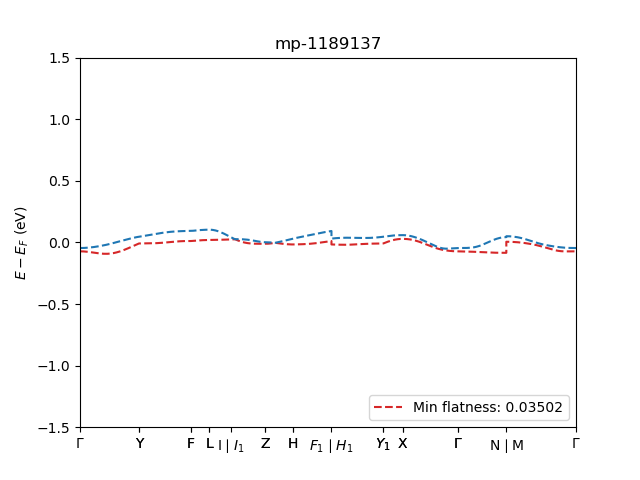 mp-1189137
E − E_F (eV)
1.5
1.0
0.5
0.0
−0.5
−1.0
−1.5
Min flatness: 0.03502
Γ Y F L I | I₁ Z H F₁ | H₁ Y₁ X Γ N | M Γ